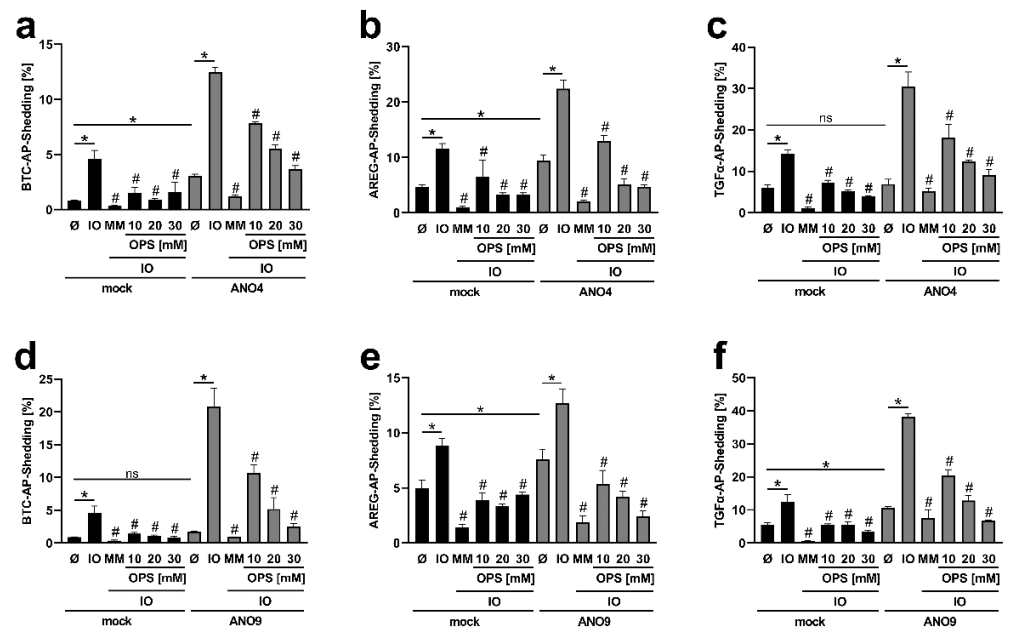 a
BTC-AP-Shedding [%]
15
10
5
0
*
*
*
# # # #
# # # #
Ø IO MM 10 20 30 Ø IO MM 10 20 30
OPS [mM] OPS [mM]
IO IO
mock ANO4
b
AREG-AP-Shedding [%]
30
20
10
0
*
*
*
# # # #
# # # #
Ø IO MM 10 20 30 Ø IO MM 10 20 30
OPS [mM] OPS [mM]
IO IO
mock ANO4
c
TGFα-AP-Shedding [%]
40
30
20
10
0
*
ns
*
# # # #
# # # #
Ø IO MM 10 20 30 Ø IO MM 10 20 30
OPS [mM] OPS [mM]
IO IO
mock ANO4
d
BTC-AP-Shedding [%]
25
20
15
10
5
0
*
ns
*
# # # #
# # # #
Ø IO MM 10 20 30 Ø IO MM 10 20 30
OPS [mM] OPS [mM]
IO IO
mock ANO9
e
AREG-AP-Shedding [%]
15
10
5
0
*
*
*
# # # #
# # # #
Ø IO MM 10 20 30 Ø IO MM 10 20 30
OPS [mM] OPS [mM]
IO IO
mock ANO9
f
TGFα-AP-Shedding [%]
50
40
30
20
10
0
*
*
*
# # # #
# # # #
Ø IO MM 10 20 30 Ø IO MM 10 20 30
OPS [mM] OPS [mM]
IO IO
mock ANO9